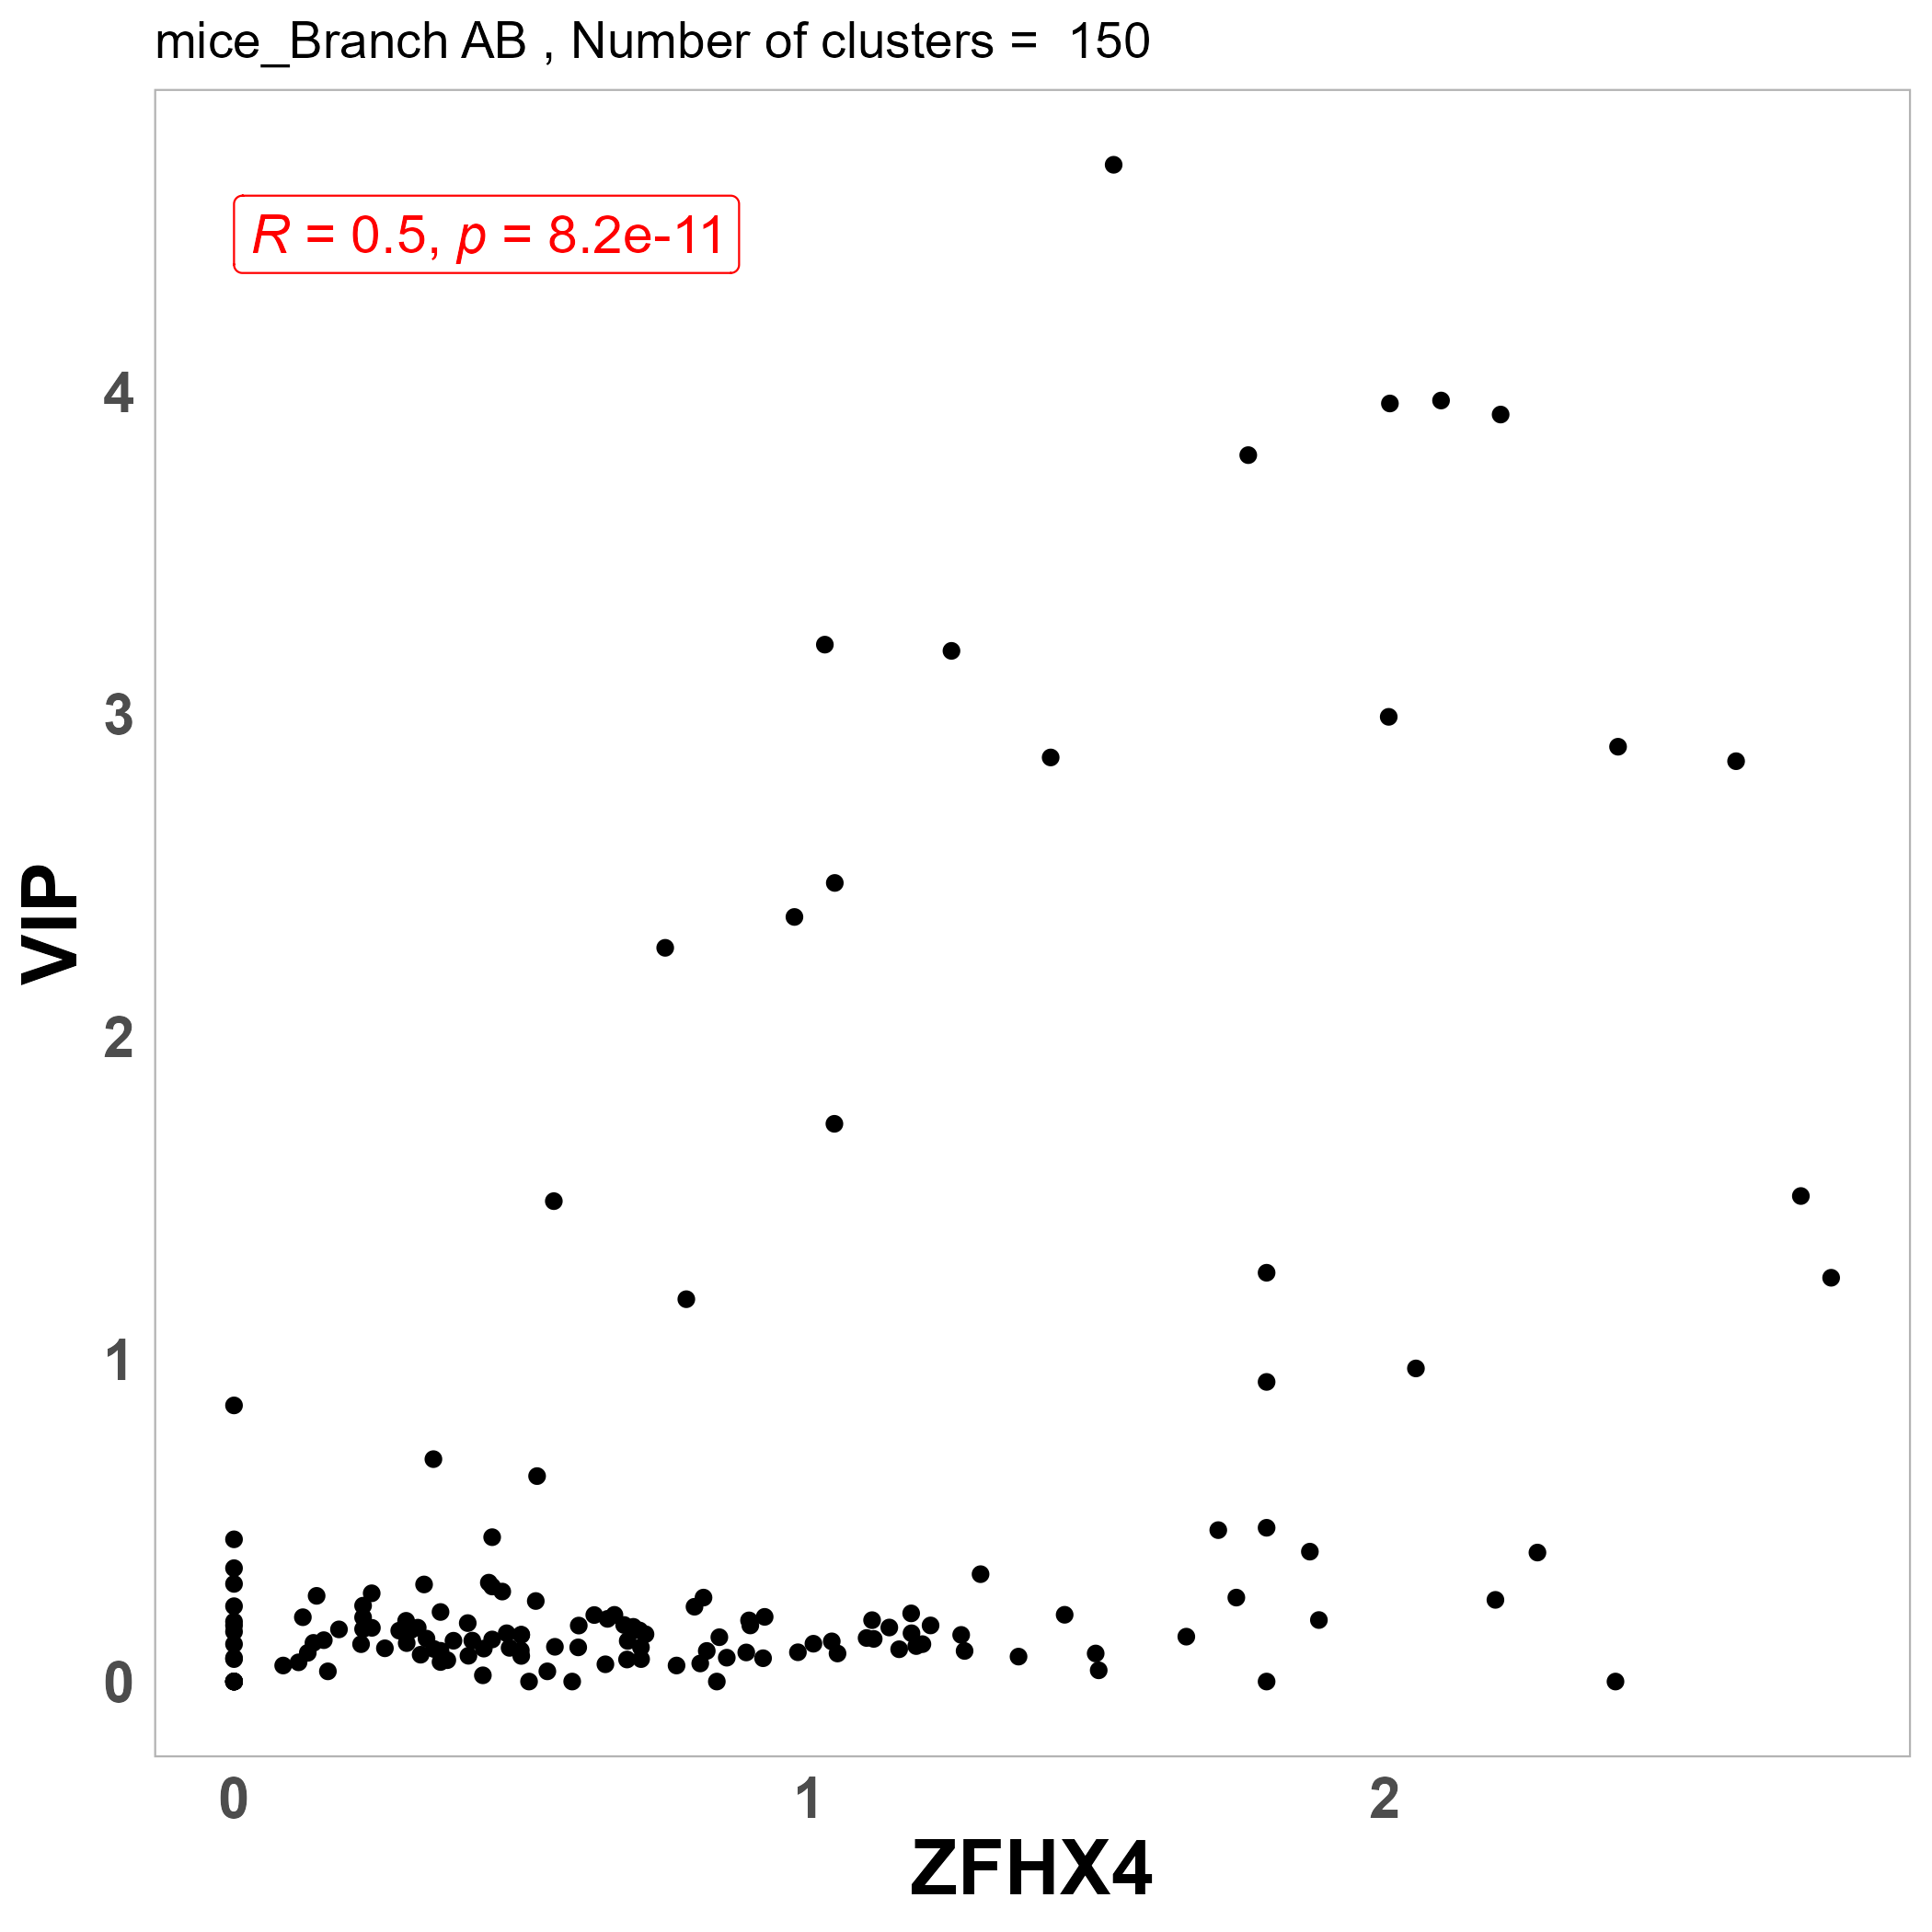 mice_Branch AB , Number of clusters =  150
R = 0.5, p = 8.2e-11
4
3
2
1
0
VIP
0 1 2
ZFHX4